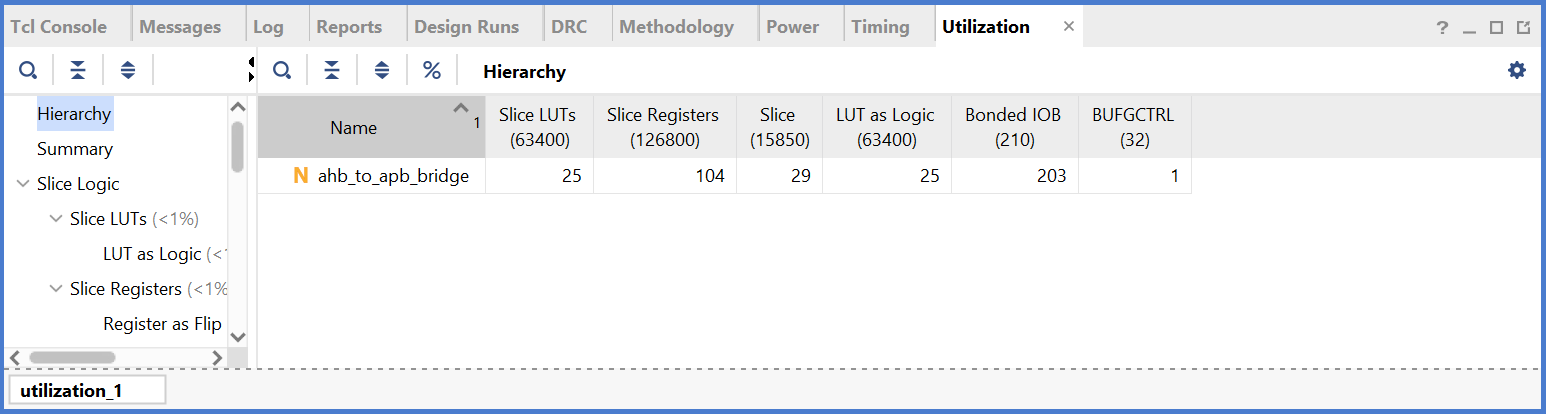 Tcl Console Messages Log Reports Design Runs DRC Methodology Power Timing Utilization × ? _
Hierarchy
Hierarchy
Summary
Slice Logic
Slice LUTs (<1%)
LUT as Logic (<
Slice Registers (<1%
Register as Flip
Name 1 Slice LUTs (63400) Slice Registers (126800) Slice (15850) LUT as Logic (63400) Bonded IOB (210) BUFGCTRL (32)
N ahb_to_apb_bridge 25 104 29 25 203 1
utilization_1